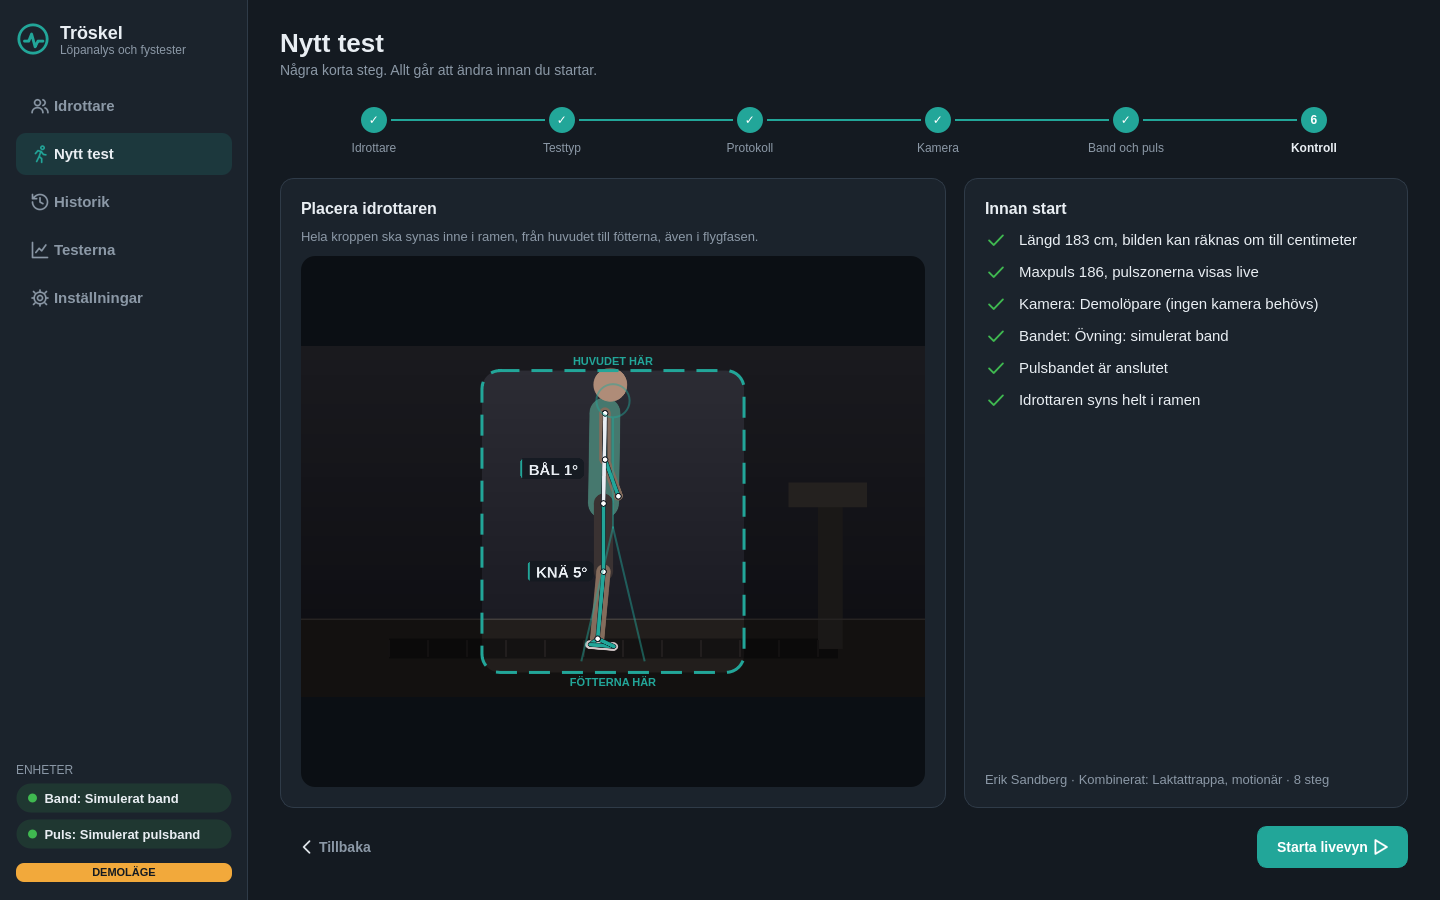 Tröskel
Löpanalys och fystester
Idrottare
Nytt test
Historik
Testerna
Inställningar
ENHETER
Band: Simulerat band
Puls: Simulerat pulsband
DEMOLÄGE
Nytt test
Några korta steg. Allt går att ändra innan du startar.
✓ ✓ ✓ ✓ ✓ 6
Idrottare Testtyp Protokoll Kamera Band och puls Kontroll
Placera idrottaren
Hela kroppen ska synas inne i ramen, från huvudet till fötterna, även i flygfasen.
HUVUDET HÄR
BÅL 1°
KNÄ 5°
FÖTTERNA HÄR
Innan start
Längd 183 cm, bilden kan räknas om till centimeter
Maxpuls 186, pulszonerna visas live
Kamera: Demolöpare (ingen kamera behövs)
Bandet: Övning: simulerat band
Pulsbandet är anslutet
Idrottaren syns helt i ramen
Erik Sandberg · Kombinerat: Laktattrappa, motionär · 8 steg
Tillbaka
Starta livevyn